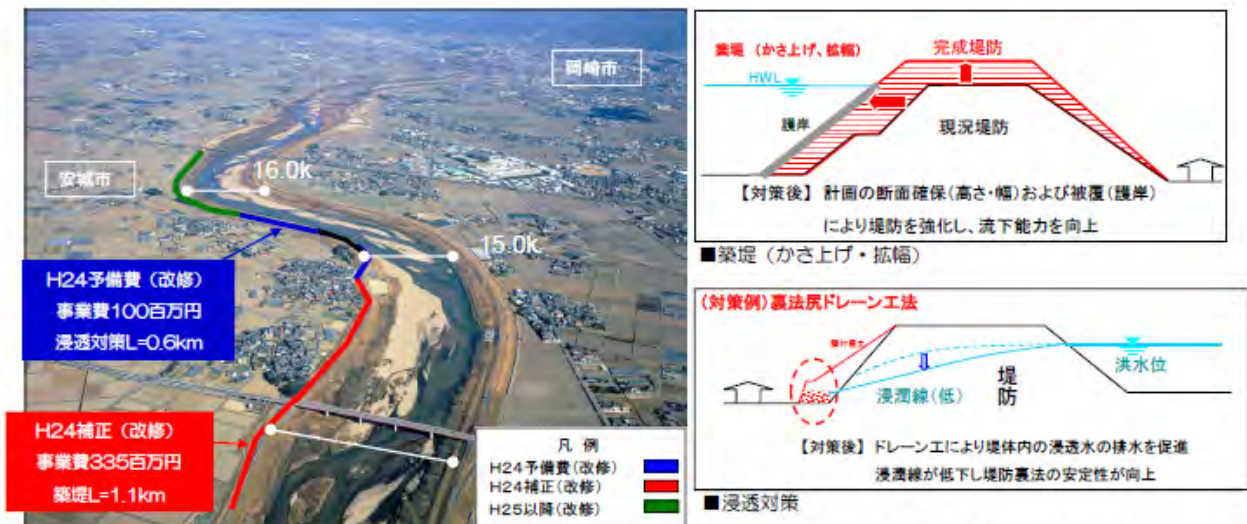 岡崎市
安城市
16.0k
15.0k
H24予備費(改修)
事業費100百万円
浸透対策L=0.6km
H24補正(改修)
事業費335百万円
築堤L=1.1km
凡 例
H24予備費(改修)
H24補正(改修)
H25以降(改修)
築堤 (かさ上げ、拡幅)
完成堤防
HWL
護岸
現況堤防
【対策後】 計画の断面確保(高さ・幅)および被覆(護岸)
により堤防を強化し、流下能力を向上
■築堤(かさ上げ・拡幅)
(対策例)裏法尻ドレーン工法
堤防
洪水位
浸潤線(低)
【対策後】 ドレーン工により堤体内の浸透水の排水を促進
浸潤線が低下し堤防裏法の安定性が向上
■浸透対策